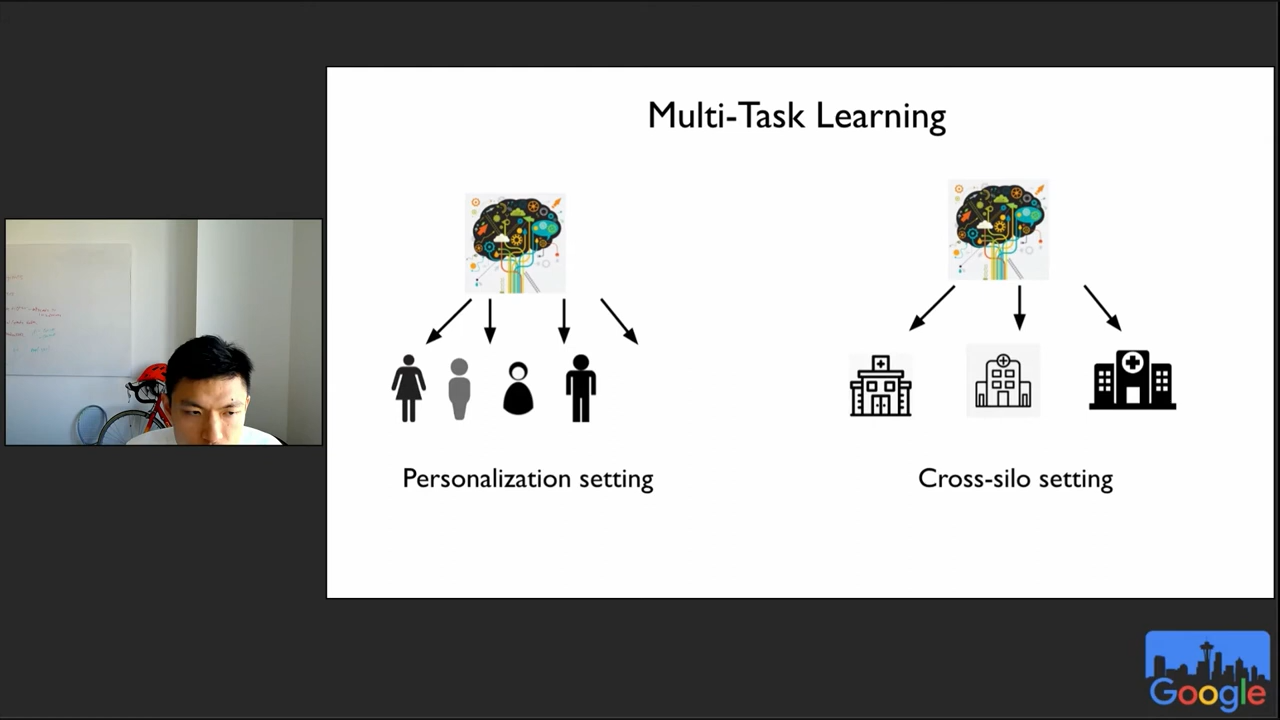 Multi-Task Learning
Personalization setting
Cross-silo setting
Google